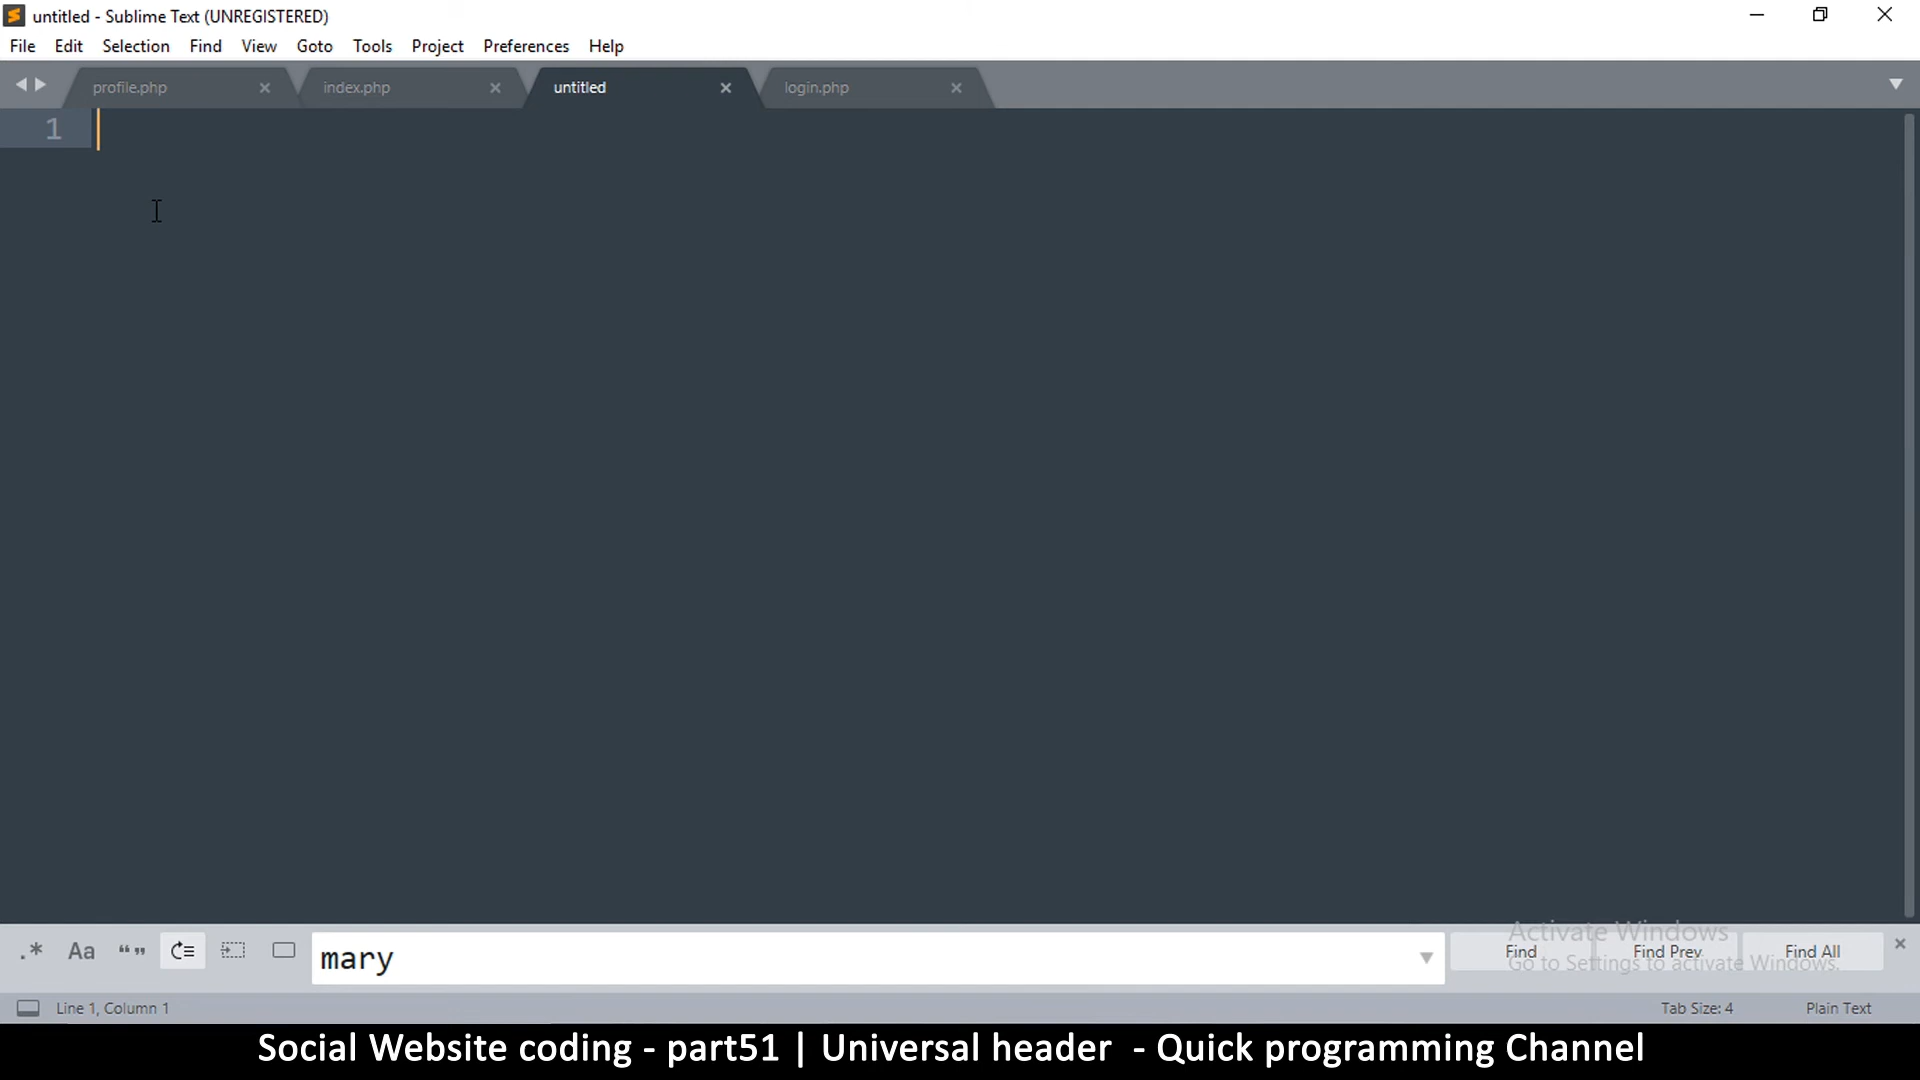 untitled - Sublime Text (UNREGISTERED)
File Edit Selection Find View Goto Tools Project Preferences Help
profile.php index.php untitled login.php
1
.* Aa “” mary Find Find Prev Find All
Activate Windows
Go to Settings to activate Windows.
Line 1, Column 1 Tab Size: 4 Plain Text
Social Website coding - part51 | Universal header - Quick programming Channel